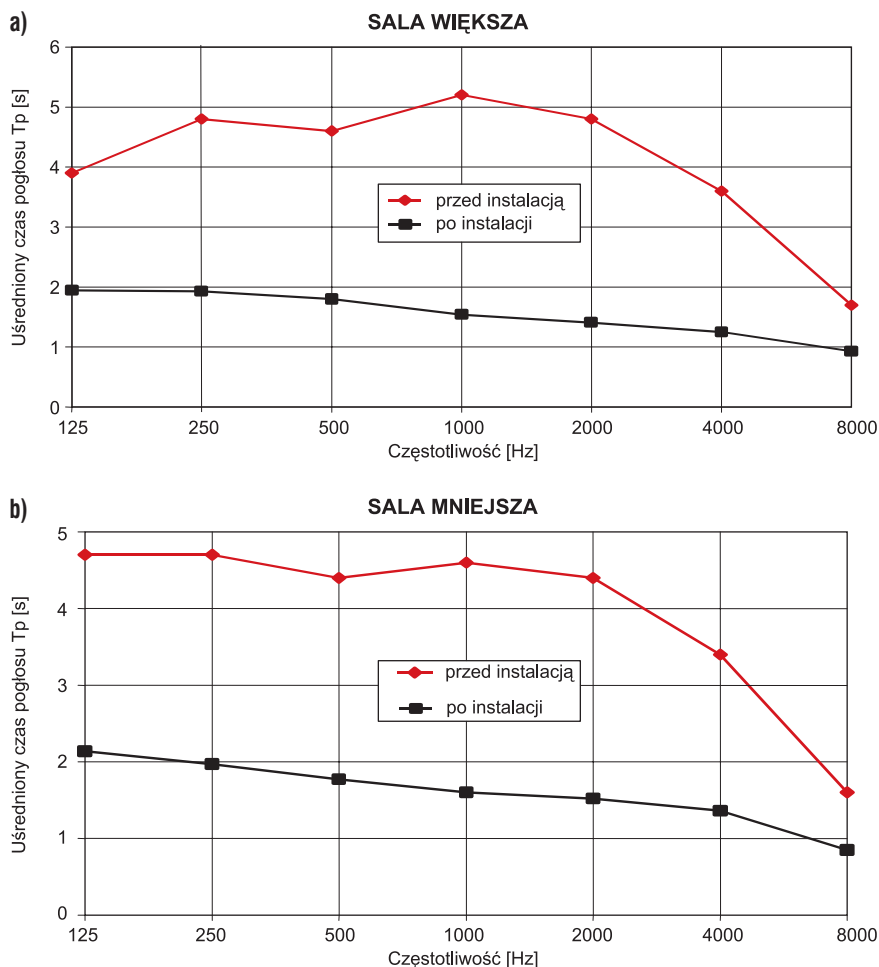 a)
SALA WIĘKSZA
Uśredniony czas pogłosu Tp [s]
6
5
4
3
2
1
0
przed instalacją
po instalacji
125 250 500 1000 2000 4000 8000
Częstotliwość [Hz]
b)
SALA MNIEJSZA
Uśredniony czas pogłosu Tp [s]
5
4
3
2
1
0
przed instalacją
po instalacji
125 250 500 1000 2000 4000 8000
Częstotliwość [Hz]